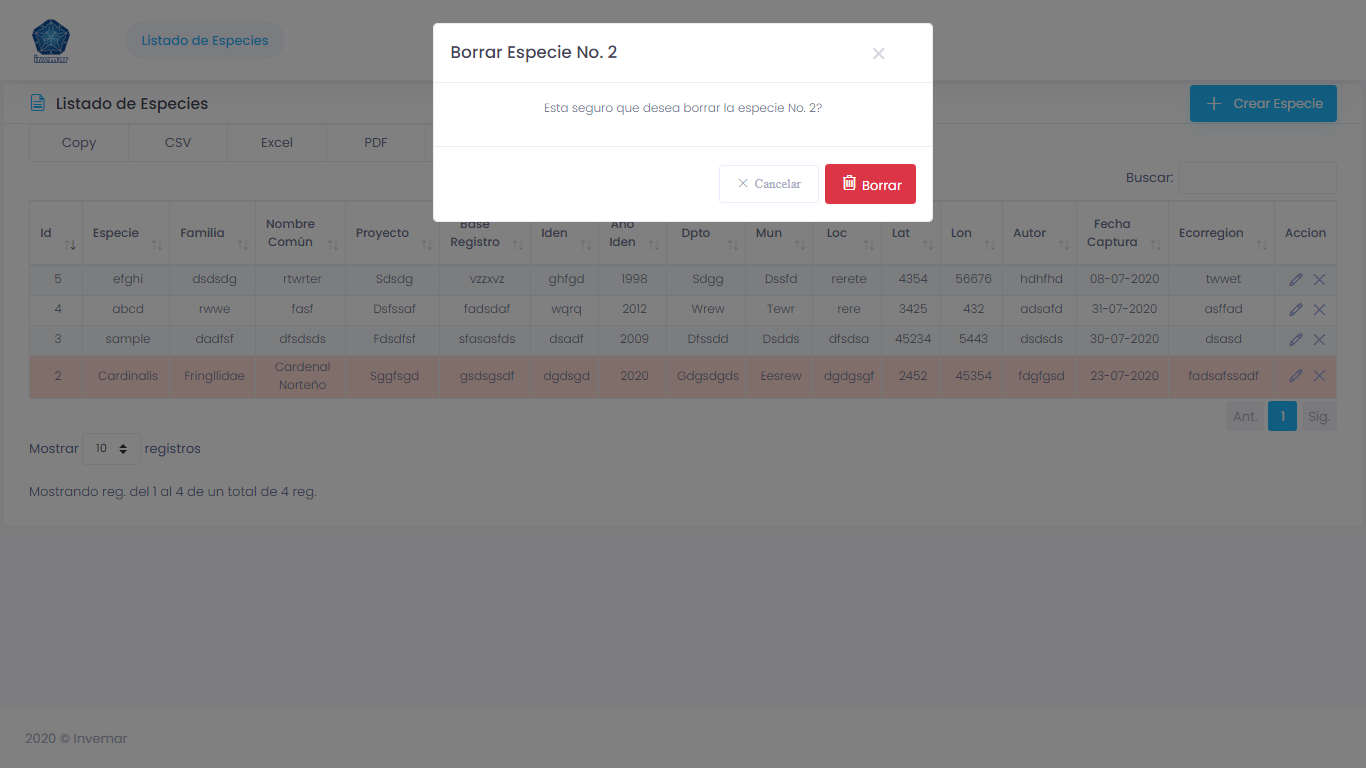 Borrar Especie No. 2
Invemar
Listado de Especies
Esta seguro que desea borrar la especie No. 2?
Cancelar
Borrar
Listado de Especies
Crear Especie
Copy CSV Excel PDF
Buscar:
Id Especie Familia Nombre Común Proyecto Base Registro Iden Año Iden Dpto Mun Loc Lat Lon Autor Fecha Captura Ecorregion Accion
5 efghi dsdsdg rtwrter Sdsdg vzzxvz ghfgd 1998 Sdgg Dssfd rerete 4354 56676 hdhfhd 08-07-2020 twwet
4 abcd rwwe fasf Dsfssaf fadsdaf wqrq 2012 Wrew Tewr rere 3425 432 adsafd 31-07-2020 asffad
3 sample dadfsf dfsdsds Fdsdfsf sfasasfds dsadf 2009 Dfssdd Dsdds dfsdsa 45234 5443 dsdsds 30-07-2020 dsasd
2 Cardinalis Fringllidae Cardenal Norteño Sggfsgd gsdsgsdf dgdsgd 2020 Gdgsdgds Eesrew dgdgsgf 2452 45354 fdgfgsd 23-07-2020 fadsafssadf
Ant. 1 Sig.
Mostrar 10 registros
Mostrando reg. del 1 al 4 de un total de 4 reg.
2020 © Invemar